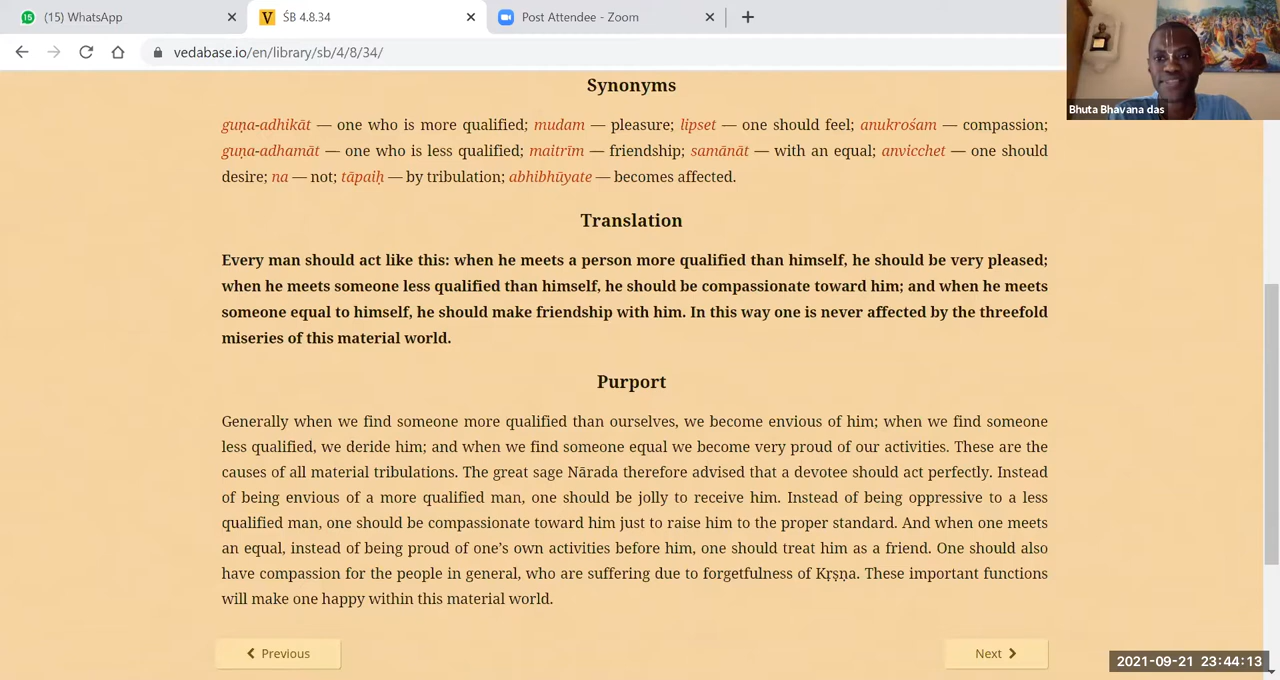 (15) WhatsApp
ŚB 4.8.34
Post Attendee - Zoom
vedabase.io/en/library/sb/4/8/34/
Bhuta Bhavana das
Synonyms
guṇa-adhikāt — one who is more qualified; mudam — pleasure; lipset — one should feel; anukrośam — compassion;
guṇa-adhamāt — one who is less qualified; maitrīm — friendship; samānāt — with an equal; anvicchet — one should
desire; na — not; tāpaiḥ — by tribulation; abhibhūyate — becomes affected.
Translation
Every man should act like this: when he meets a person more qualified than himself, he should be very pleased;
when he meets someone less qualified than himself, he should be compassionate toward him; and when he meets
someone equal to himself, he should make friendship with him. In this way one is never affected by the threefold
miseries of this material world.
Purport
Generally when we find someone more qualified than ourselves, we become envious of him; when we find someone
less qualified, we deride him; and when we find someone equal we become very proud of our activities. These are the
causes of all material tribulations. The great sage Nārada therefore advised that a devotee should act perfectly. Instead
of being envious of a more qualified man, one should be jolly to receive him. Instead of being oppressive to a less
qualified man, one should be compassionate toward him just to raise him to the proper standard. And when one meets
an equal, instead of being proud of one’s own activities before him, one should treat him as a friend. One should also
have compassion for the people in general, who are suffering due to forgetfulness of Kṛṣṇa. These important functions
will make one happy within this material world.
Previous
Next
2021-09-21 23:44:13